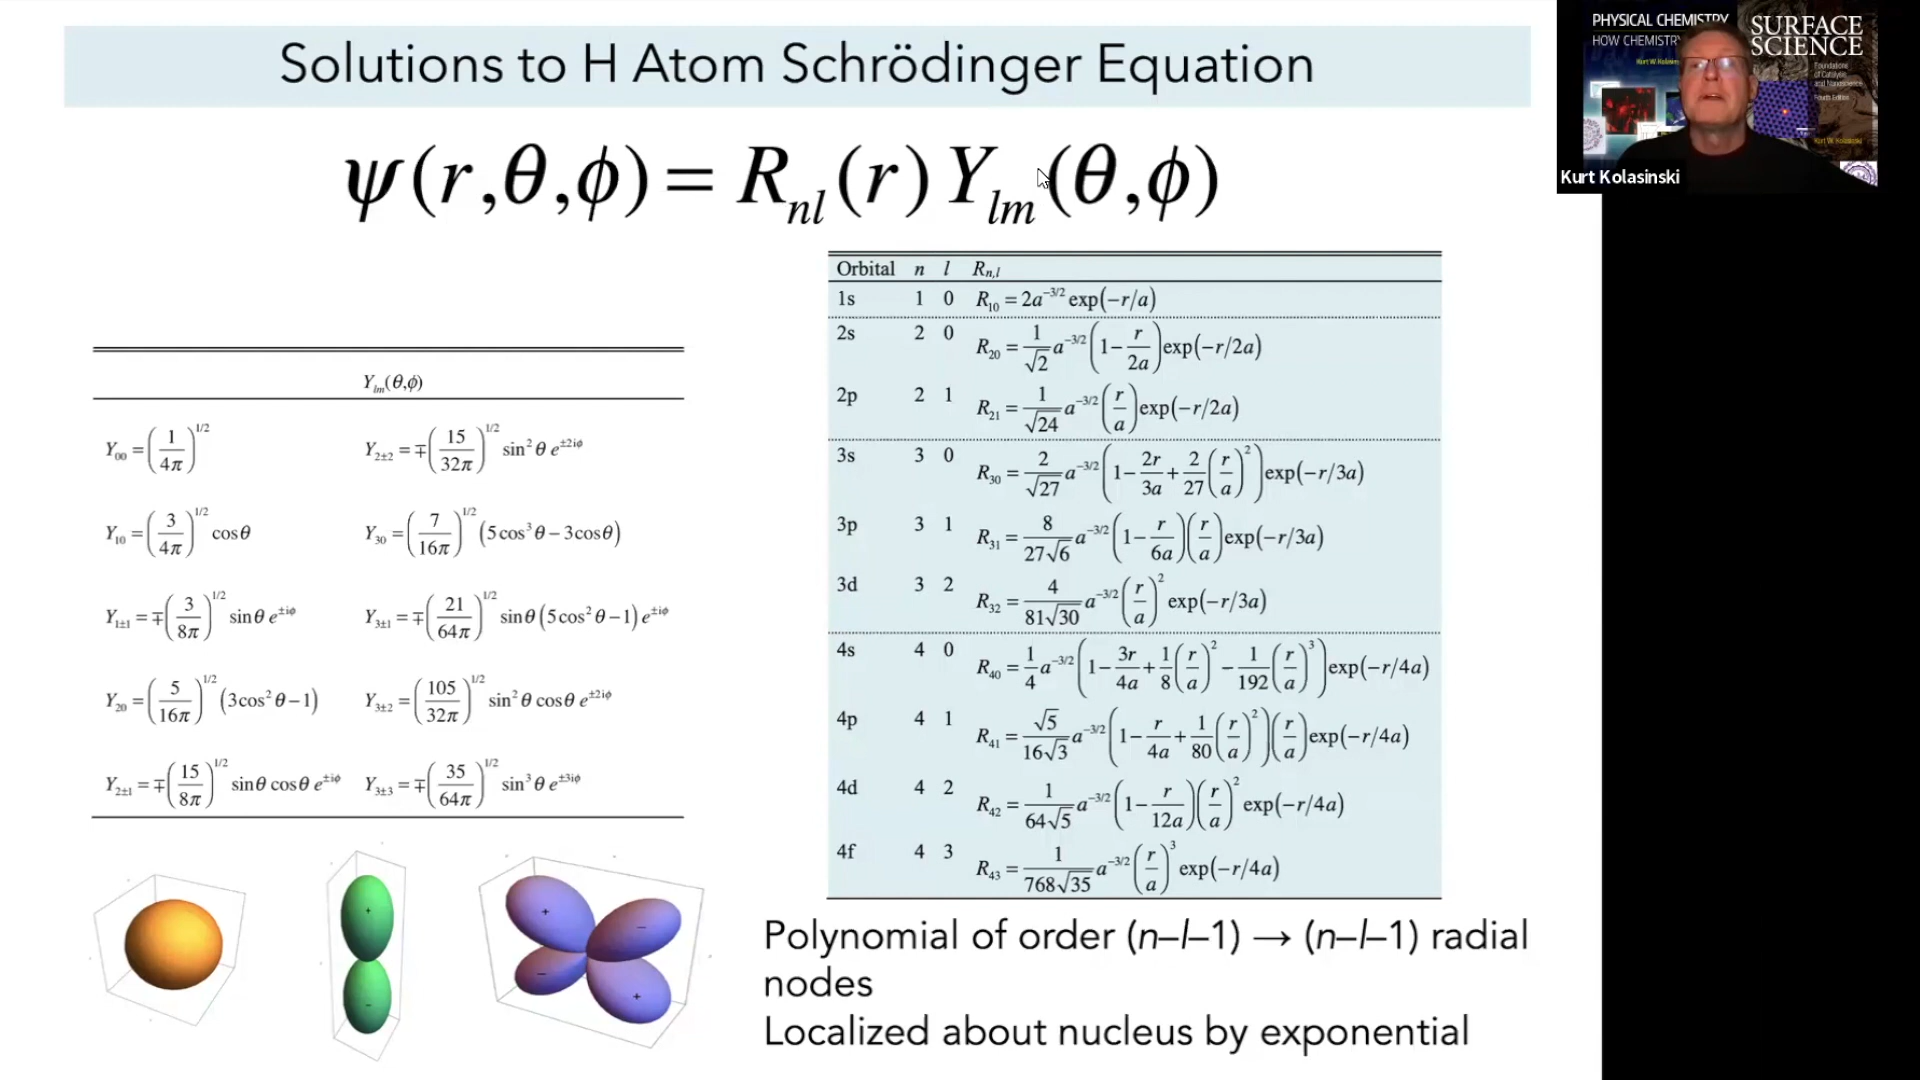 Solutions to H Atom Schrödinger Equation
ψ(r,θ,ϕ) = R_nl(r) Y_lm(θ,ϕ)
Y_lm(θ,ϕ)
Y_00 = (1/4π)^1/2
Y_2±2 = ∓(15/32π)^1/2 sin²θ e^±2iϕ
Y_10 = (3/4π)^1/2 cosθ
Y_30 = (7/16π)^1/2 (5cos³θ−3cosθ)
Y_1±1 = ∓(3/8π)^1/2 sinθ e^±iϕ
Y_3±1 = ∓(21/64π)^1/2 sinθ(5cos²θ−1)e^±iϕ
Y_20 = (5/16π)^1/2 (3cos²θ−1)
Y_3±2 = (105/32π)^1/2 sin²θ cosθ e^±2iϕ
Y_2±1 = ∓(15/8π)^1/2 sinθ cosθ e^±iϕ
Y_3±3 = ∓(35/64π)^1/2 sin³θ e^±3iϕ
+
-
+
-
-
+
Orbital n l R_n,l
1s 1 0 R_10 = 2a^−3/2 exp(−r/a)
2s 2 0 R_20 = 1/√2 a^−3/2 (1−r/2a)exp(−r/2a)
2p 2 1 R_21 = 1/√24 a^−3/2 (r/a)exp(−r/2a)
3s 3 0 R_30 = 2/√27 a^−3/2 (1−2r/3a+2/27(r/a)²)exp(−r/3a)
3p 3 1 R_31 = 8/27√6 a^−3/2 (1−r/6a)(r/a)exp(−r/3a)
3d 3 2 R_32 = 4/81√30 a^−3/2 (r/a)² exp(−r/3a)
4s 4 0 R_40 = 1/4 a^−3/2 (1−3r/4a+1/8(r/a)²−1/192(r/a)³)exp(−r/4a)
4p 4 1 R_41 = √5/16√3 a^−3/2 (1−r/4a+1/80(r/a)²)(r/a)exp(−r/4a)
4d 4 2 R_42 = 1/64√5 a^−3/2 (1−r/12a)(r/a)² exp(−r/4a)
4f 4 3 R_43 = 1/768√35 a^−3/2 (r/a)³ exp(−r/4a)
Polynomial of order (n–l–1) → (n–l–1) radial
nodes
Localized about nucleus by exponential
PHYSICAL CHEMISTRY
HOW CHEMISTR
Kurt W. Kolasin
SURFACE
SCIENCE
Foundations
of Catalysis
and Nanoscience
Fourth Edition
Kurt W. Kolasinski
Kurt Kolasinski